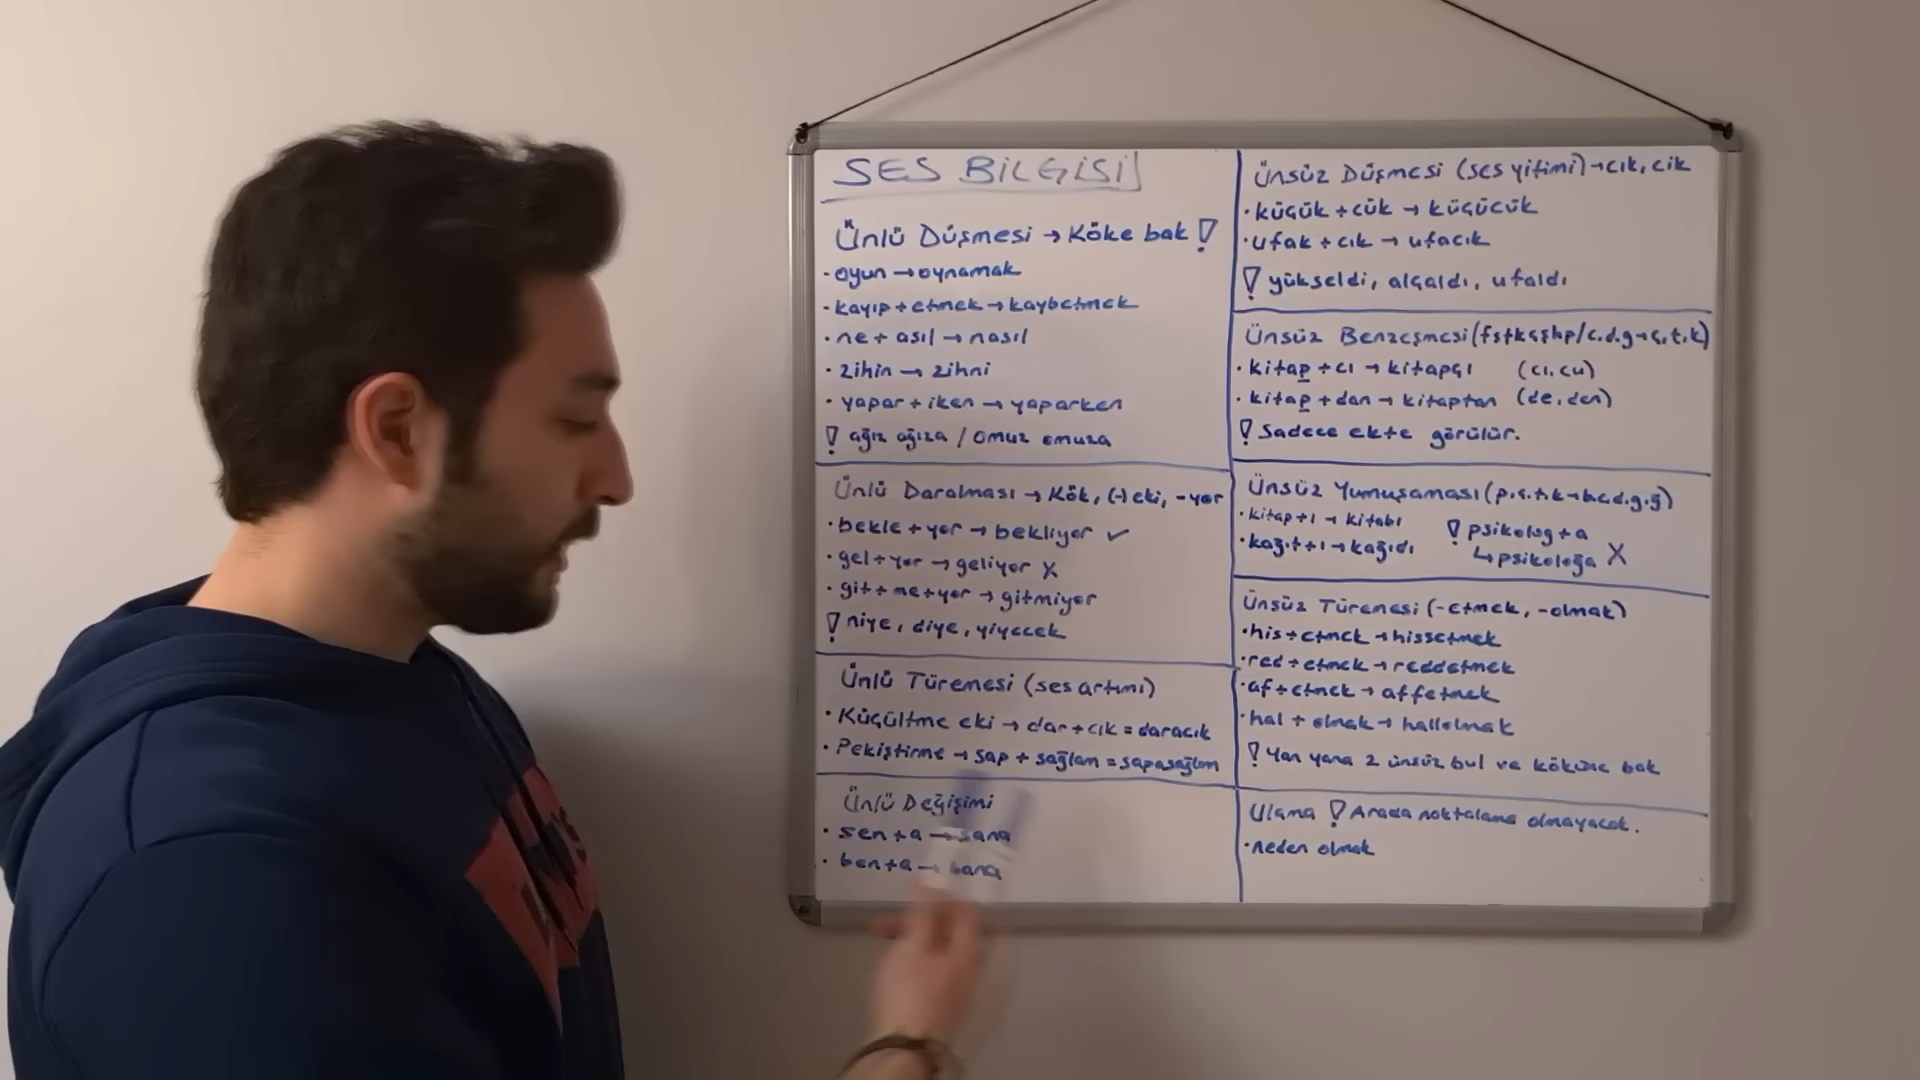 SES BİLGİSİ
Ünlü Düşmesi → Köke bak !
• oyun → oynamak
• kayıp + etmek → kaybetmek
• ne + asıl → nasıl
• zihin → zihni
• yapar + iken → yaparken
! ağız ağıza / omuz omuza
Ünlü Daralması → Kök, (-) eki, -yor
• bekle + yor → bekliyor ✓
• gel + yor → geliyor X
• git + me + yor → gitmiyor
! niye, diye, yiyecek
Ünlü Türemesi (ses artımı)
• Küçültme eki → dar + cık = daracık
• Pekiştirme → sap + sağlam = sapasağlam
Ünlü Değişimi
• sen + a → sana
• ben + a → bana
Ünsüz Düşmesi (ses yitimi) → cık, cik
• küçük + cük → küçücük
• ufak + cık → ufacık
! yükseldi, alçaldı, ufaldı
Ünsüz Benzeşmesi (fstkçşhp / c.d.g → ç.t.k)
• kitap + cı → kitapçı (cı, cu)
• kitap + dan → kitaptan (de, den)
! Sadece ekte görülür.
Ünsüz Yumuşaması (p.ç.t.k → b.c.d.g.ğ)
• kitap + ı → kitabı
• kağıt + ı → kağıdı
! psikolog + a
↳ psikoloğa X
Ünsüz Türemesi (-etmek, -olmak)
• his + etmek → hissetmek
• red + etmek → reddetmek
• af + etmek → affetmek
• hal + olmak → hallolmak
! Yan yana 2 ünsüz bul ve köküne bak
Ulama ! Arada noktalama olmayacak.
• neden olmak